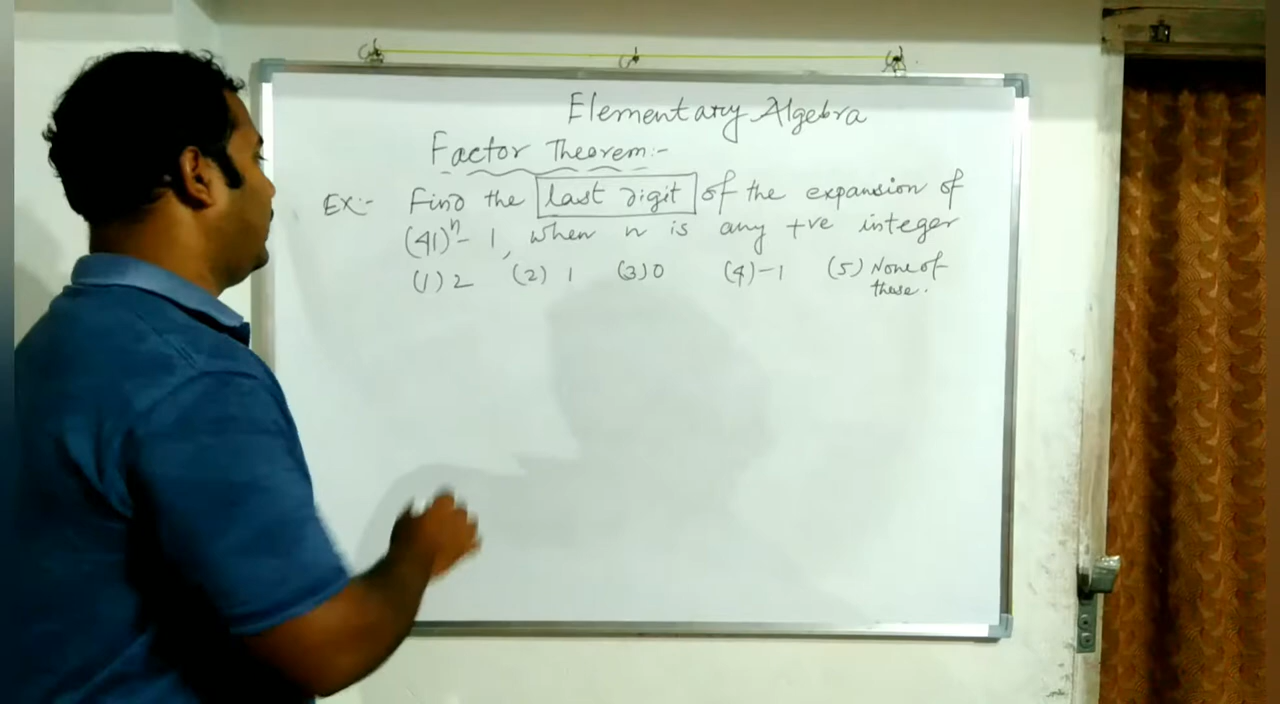 Elementary Algebra
Factor Theorem:-
EX:- Find the last digit of the expansion of
(41)ⁿ- 1, when n is any +ve integer
(1) 2 (2) 1 (3) 0 (4) -1 (5) None of
these.